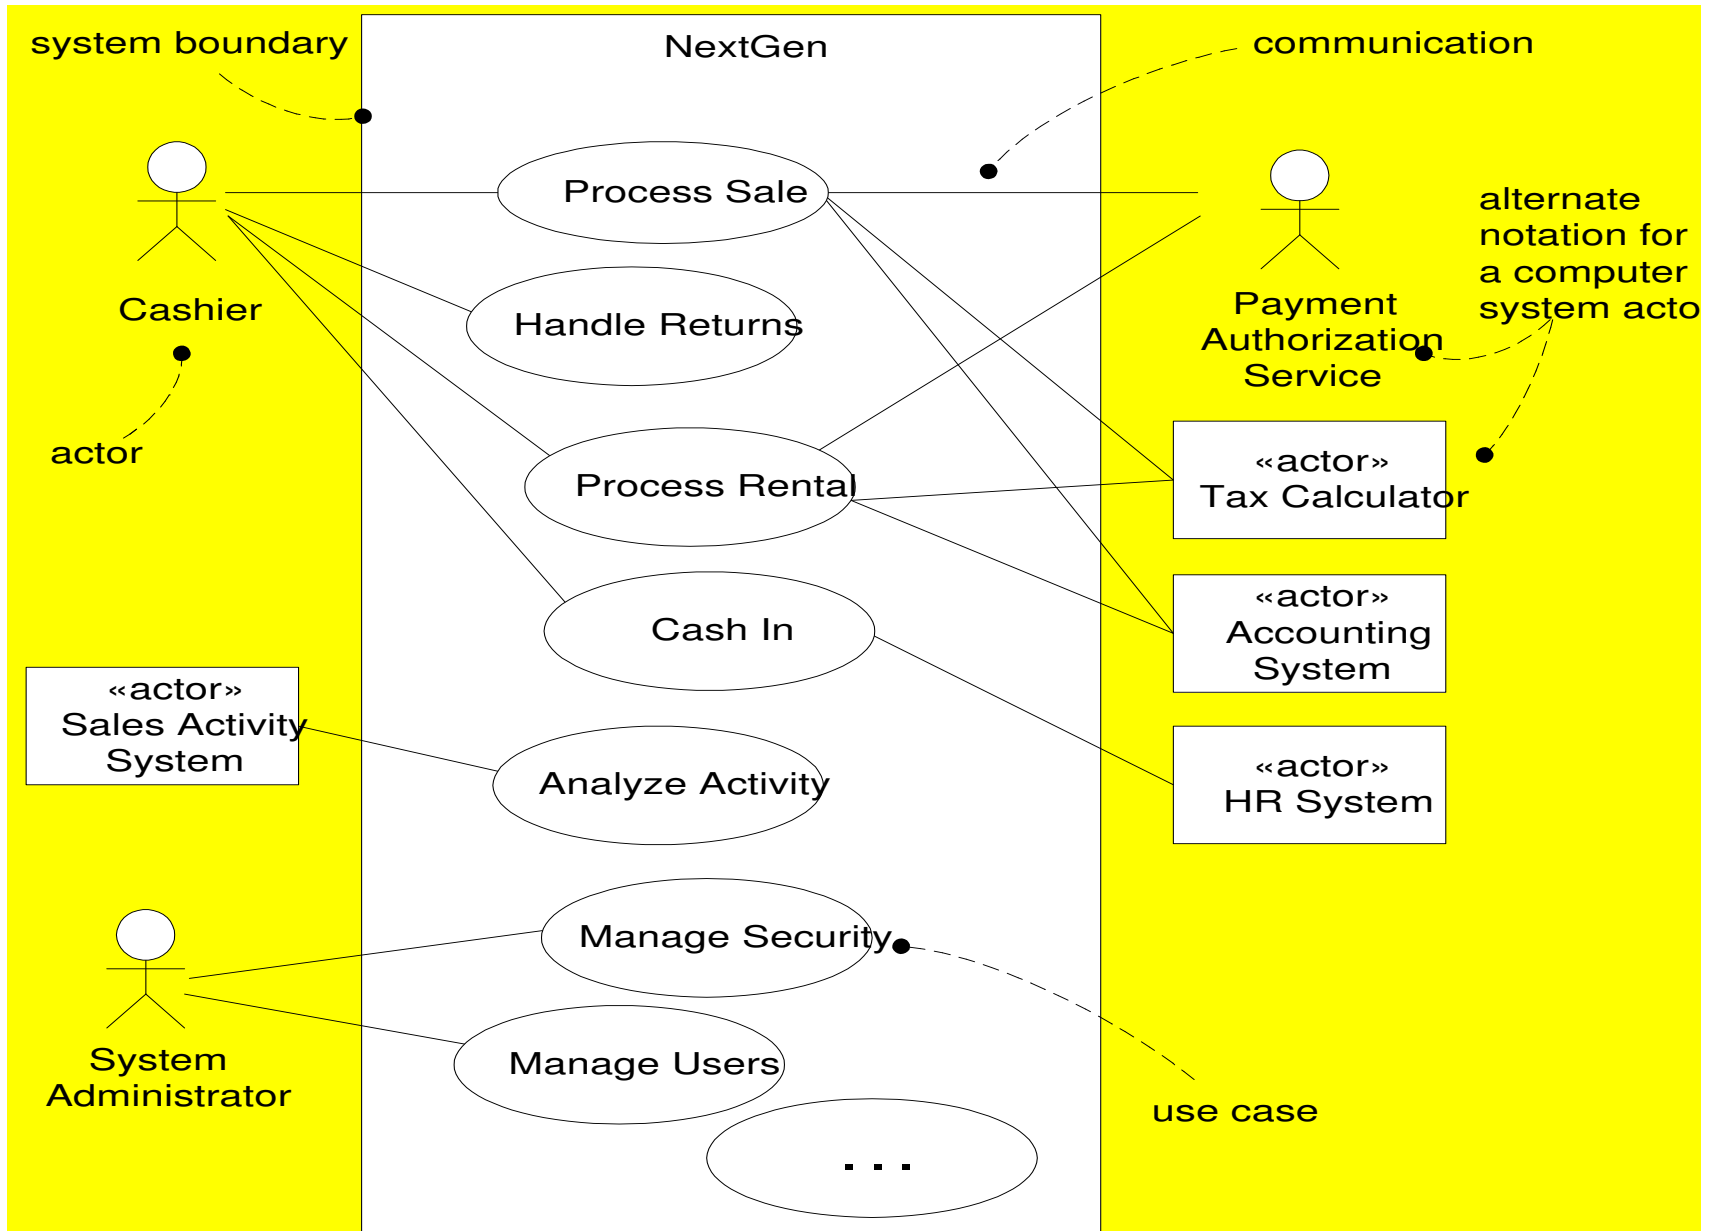 system boundary
NextGen
communication
Process Sale
alternate
notation for
a computer
system acto
Cashier
Handle Returns
Payment
Authorization
Service
actor
Process Rental
«actor»
Tax Calculator
Cash In
«actor»
Accounting
System
«actor»
Sales Activity
System
Analyze Activity
«actor»
HR System
Manage Security
System
Administrator
Manage Users
use case
. . .